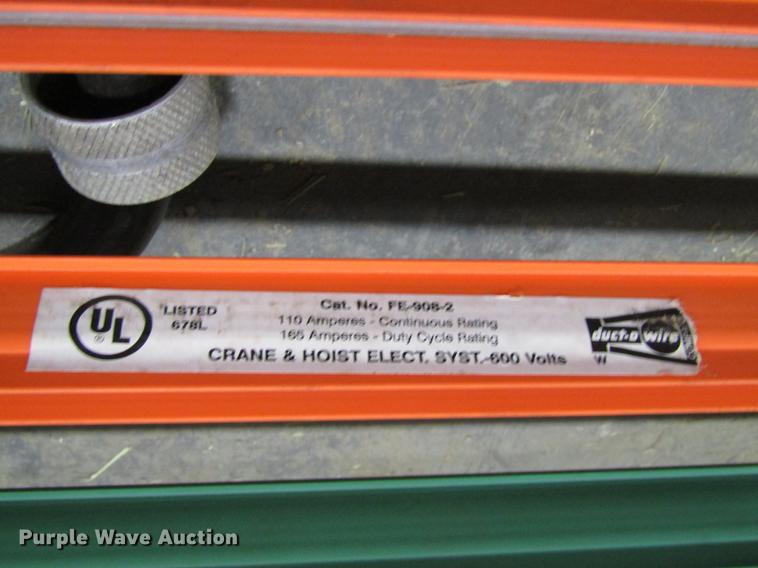 UL
®
LISTED
678L
Cat. No. FE-908-2
110 Amperes - Continuous Rating
165 Amperes - Duty Cycle Rating
CRANE & HOIST ELECT. SYST.-600 Volts
duct-o wire
W
Purple Wave Auction